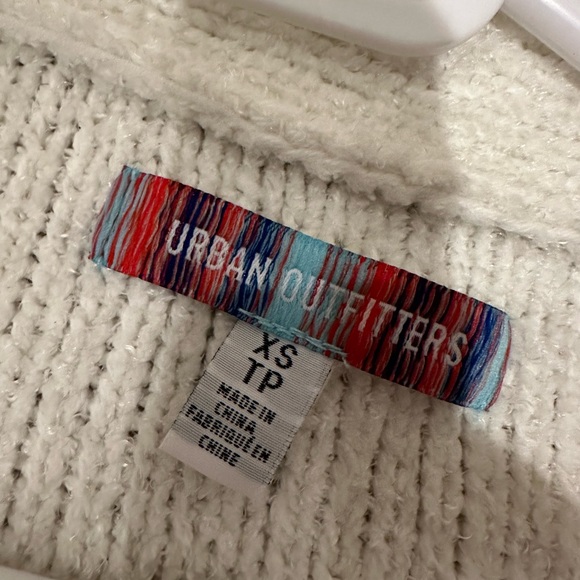 URBAN OUTFITTERS
XS
TP
MADE IN
CHINA
FABRIQUÉ EN
CHINE